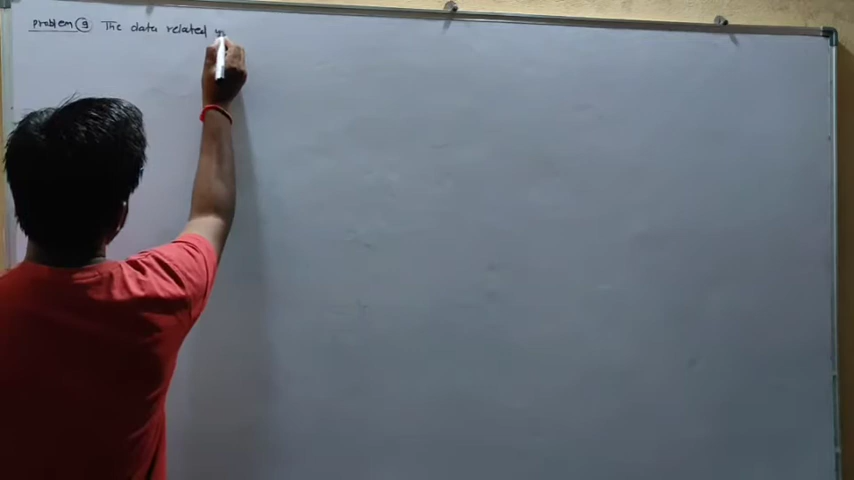 Problem ③ The data related